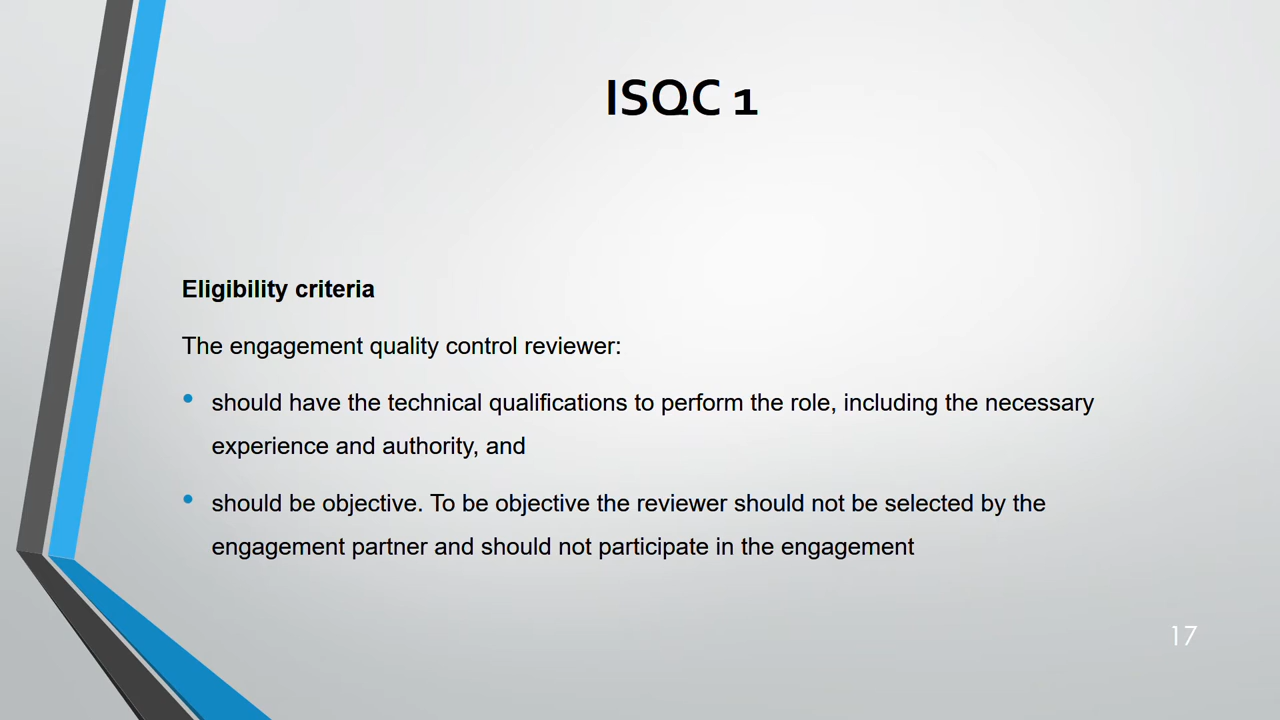 ISQC 1
Eligibility criteria
The engagement quality control reviewer:
• should have the technical qualifications to perform the role, including the necessary
experience and authority, and
• should be objective. To be objective the reviewer should not be selected by the
engagement partner and should not participate in the engagement
17